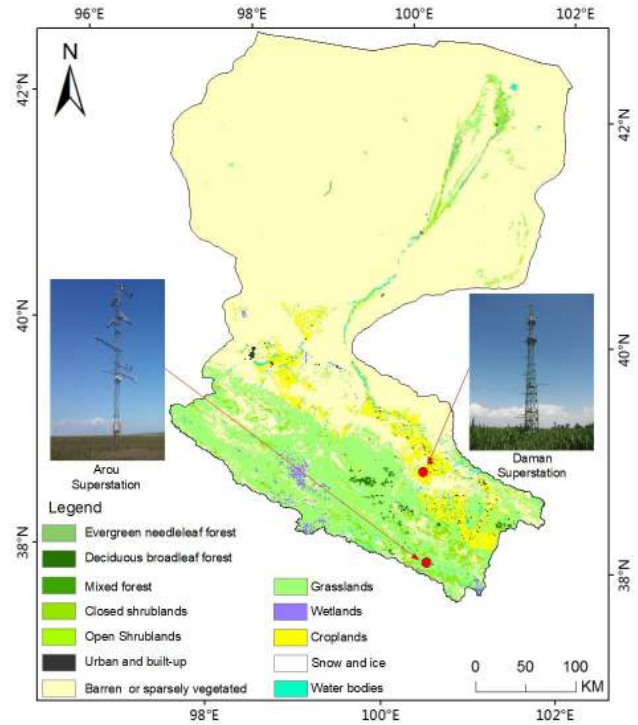 96°E 98°E 100°E 102°E
N
42°N 42°N
40°N 40°N
Arou
Superstation
Daman
Superstation
Legend
38°N 38°N
Evergreen needleleaf forest
Deciduous broadleaf forest
Mixed forest
Closed shrublands
Open Shrublands
Urban and built-up
Barren or sparsely vegetated
Grasslands
Wetlands
Croplands
Snow and ice
Water bodies
0 50 100
KM
98°E 100°E 102°E